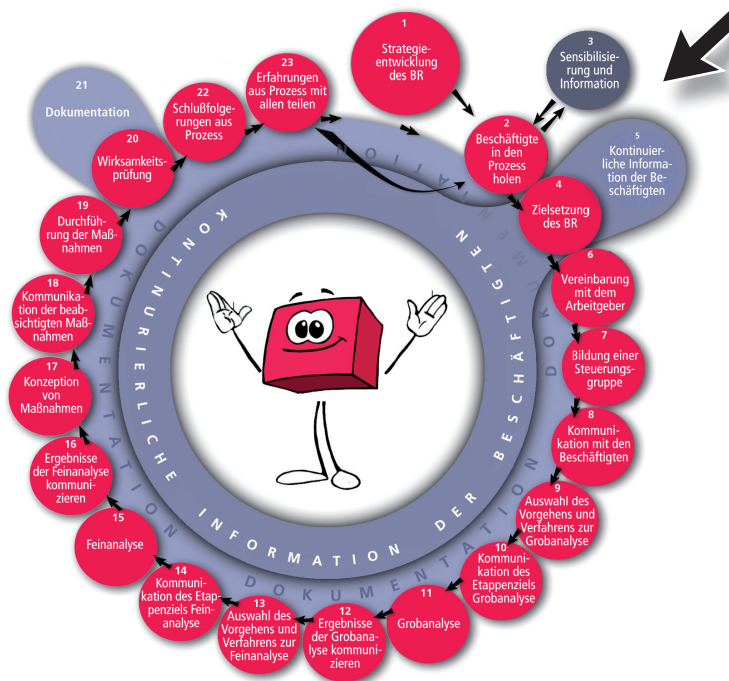 1
Strategie-
entwicklung
des BR
2
Beschäftigte
in den
Prozess
holen
3
Sensibilisie-
rung und
Information
4
Zielsetzung
des BR
5
Kontinuier-
liche Informa-
tion der Be-
schäftigten
6
Vereinbarung
mit dem
Arbeitgeber
7
Bildung einer
Steuerungs-
gruppe
8
Kommuni-
kation mit den
Beschäftigten
9
Auswahl des
Vorgehens und
Verfahrens zur
Grobanalyse
10
Kommuni-
kation des
Etappenziels
Grobanalyse
11
Grobanalyse
12
Ergebnisse
der Grobana-
lyse kommuni-
zieren
13
Auswahl des
Vorgehens und
Verfahrens zur
Feinanalyse
14
Kommuni-
kation des Etap-
penziels Fein-
analyse
15
Feinanalyse
16
Ergebnisse
der Feinanalyse
kommuni-
zieren
17
Konzeption
von
Maßnahmen
18
Kommunika-
tion der beab-
sichtigten Maß-
nahmen
19
Durchfüh-
rung der Maß-
nahmen
20
Wirksamkeits-
prüfung
21
Dokumentation
22
Schlußfolge-
rungen aus
Prozess
23
Erfahrungen
aus Prozess mit
allen teilen
KONTINUIERLICHE INFORMATION DER BESCHÄFTIGTEN
DOKUMENTATION
DOKUMENTATION
DOKUMENTATION